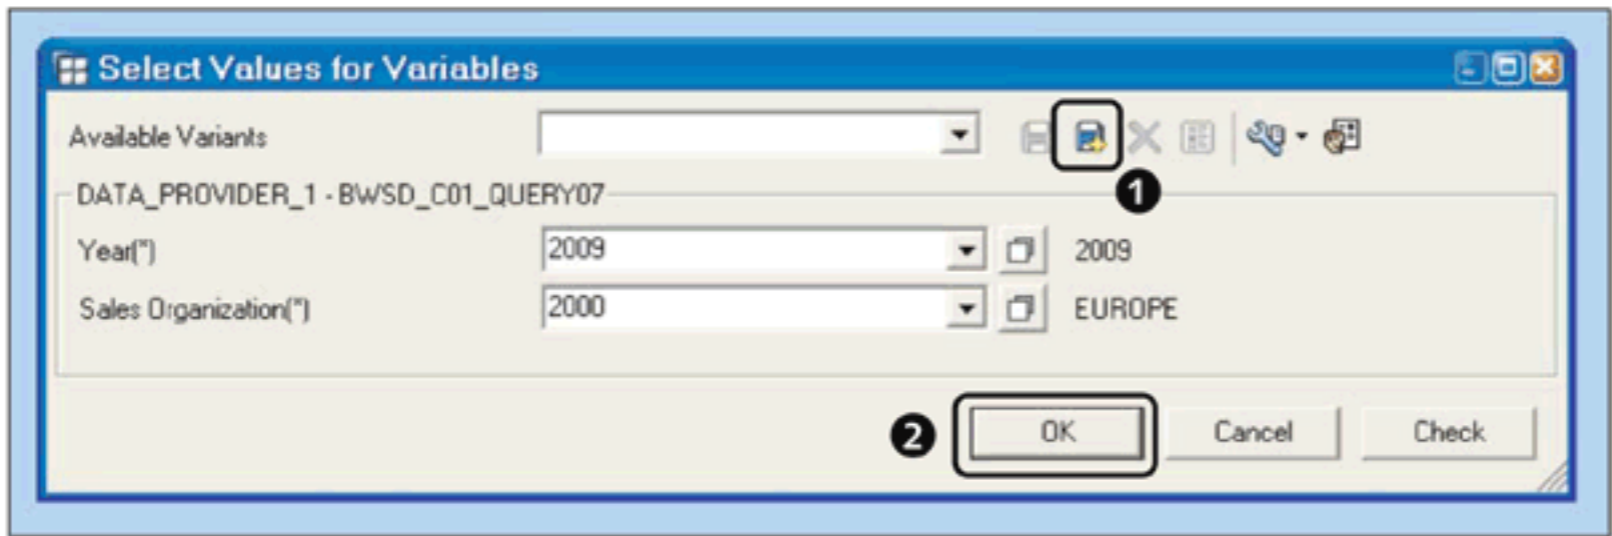 Select Values for Variables
Available Variants
1
DATA_PROVIDER_1 - BWSD_C01_QUERY07
Year(*) 2009 2009
Sales Organization(*) 2000 EUROPE
2 OK Cancel Check